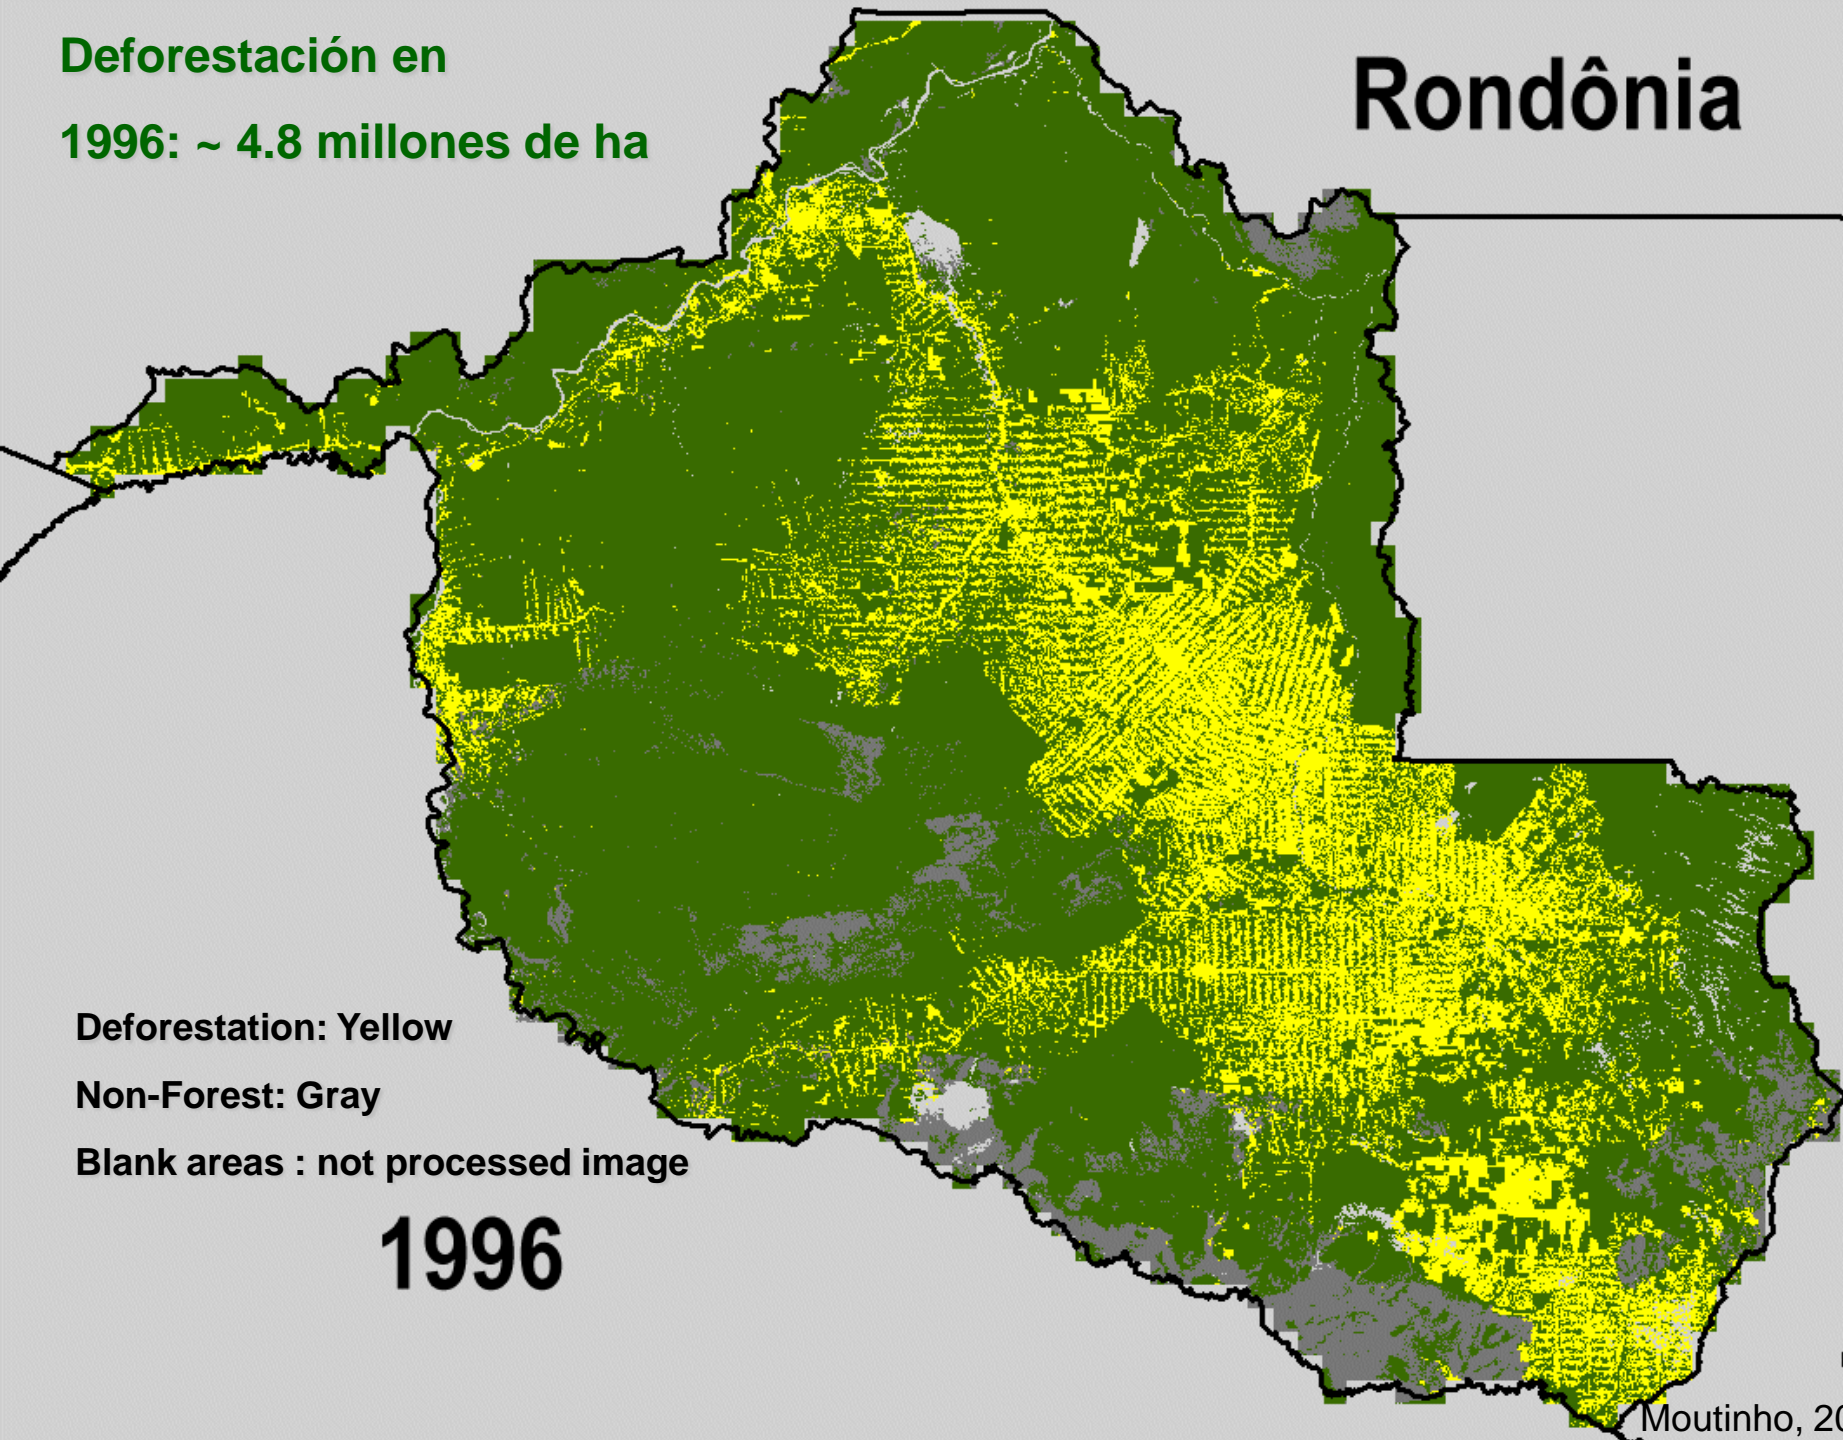 Deforestación en
1996: ~ 4.8 millones de ha
Rondônia
Deforestation: Yellow
Non-Forest: Gray
Blank areas : not processed image
1996
Moutinho,